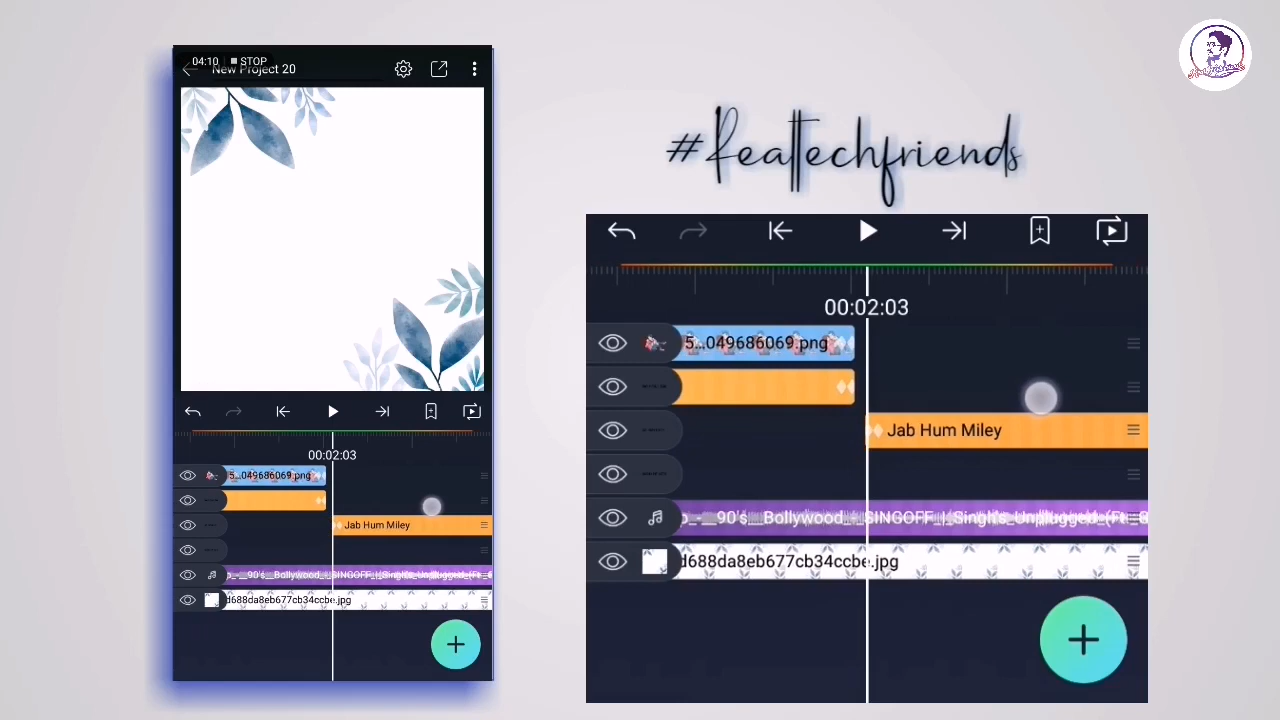 04:10 STOP
New Project 20
00:02:03
5...049686069.png
Jab Hum Miley
d688da8eb677cb34ccbe.jpg
#Realtechfriends
00:02:03
5...049686069.png
Jab Hum Miley
d688da8eb677cb34ccbe.jpg